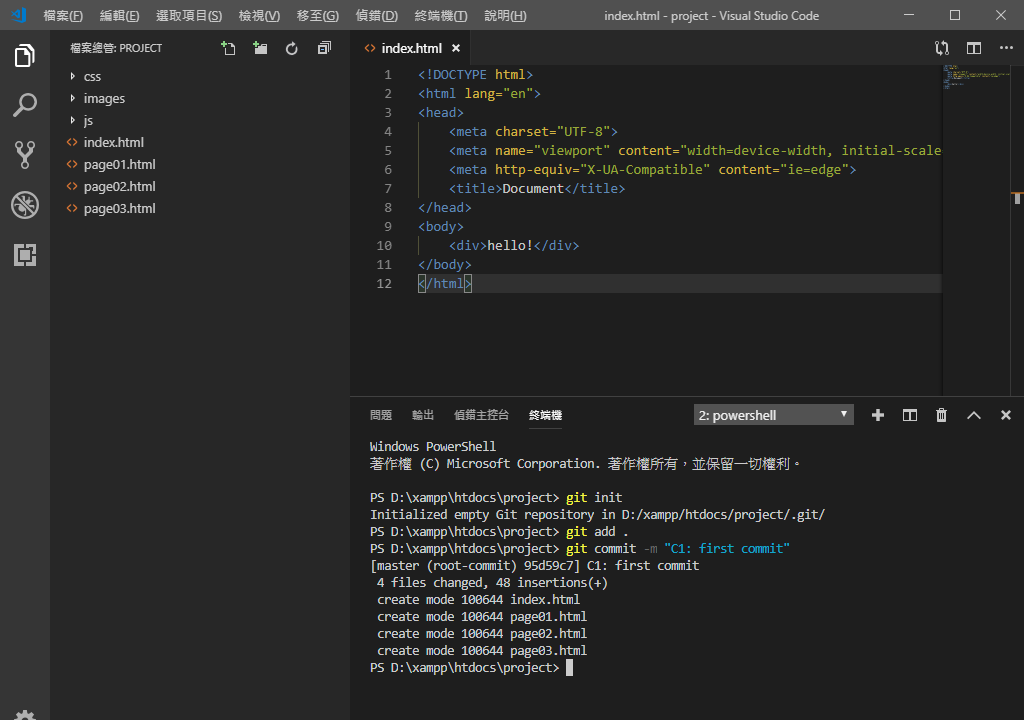 檔案(F) 編輯(E) 選取項目(S) 檢視(V) 移至(G) 偵錯(D) 終端機(T) 說明(H) index.html - project - Visual Studio Code
檔案總管: PROJECT
css
images
js
index.html
page01.html
page02.html
page03.html
index.html
1 <!DOCTYPE html>
2 <html lang="en">
3 <head>
4 <meta charset="UTF-8">
5 <meta name="viewport" content="width=device-width, initial-scale
6 <meta http-equiv="X-UA-Compatible" content="ie=edge">
7 <title>Document</title>
8 </head>
9 <body>
10 <div>hello!</div>
11 </body>
12 </html>
問題 輸出 偵錯主控台 終端機 2: powershell
Windows PowerShell
著作權 (C) Microsoft Corporation. 著作權所有，並保留一切權利。
PS D:\xampp\htdocs\project> git init
Initialized empty Git repository in D:/xampp/htdocs/project/.git/
PS D:\xampp\htdocs\project> git add .
PS D:\xampp\htdocs\project> git commit -m "C1: first commit"
[master (root-commit) 95d59c7] C1: first commit
4 files changed, 48 insertions(+)
create mode 100644 index.html
create mode 100644 page01.html
create mode 100644 page02.html
create mode 100644 page03.html
PS D:\xampp\htdocs\project>